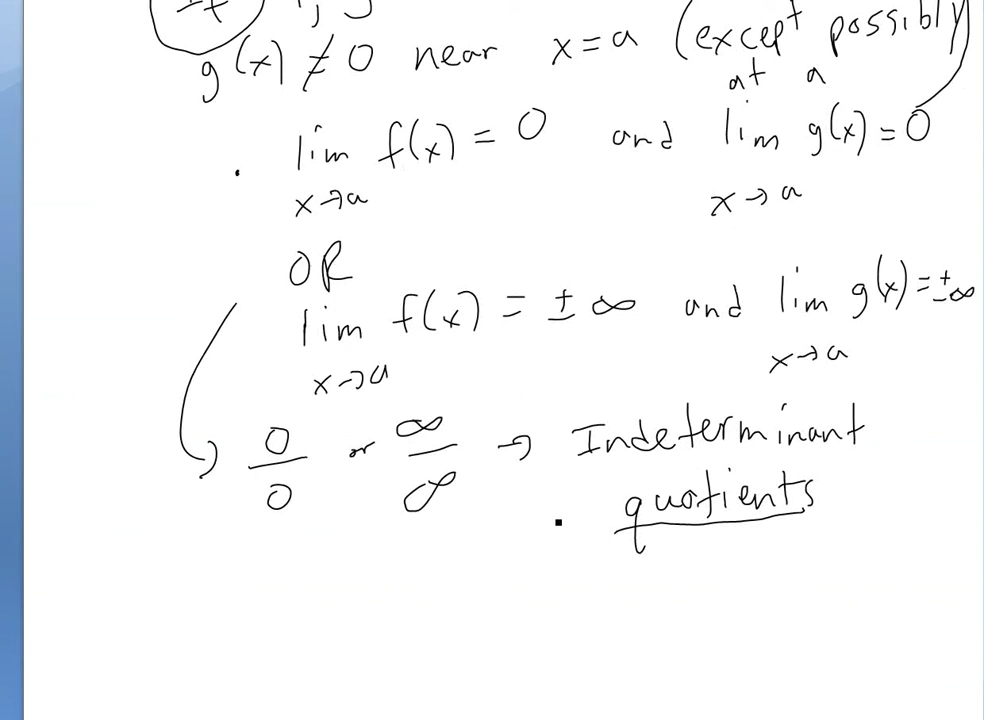 g(x) ≠ 0 near x = a (except possibly
at a
lim f(x) = 0 and lim g(x) = 0
x→a x→a
OR
lim f(x) = ± ∞ and lim g(x) = ±∞
x→a x→a
0/0 or ∞/∞ → Indeterminant
quotients